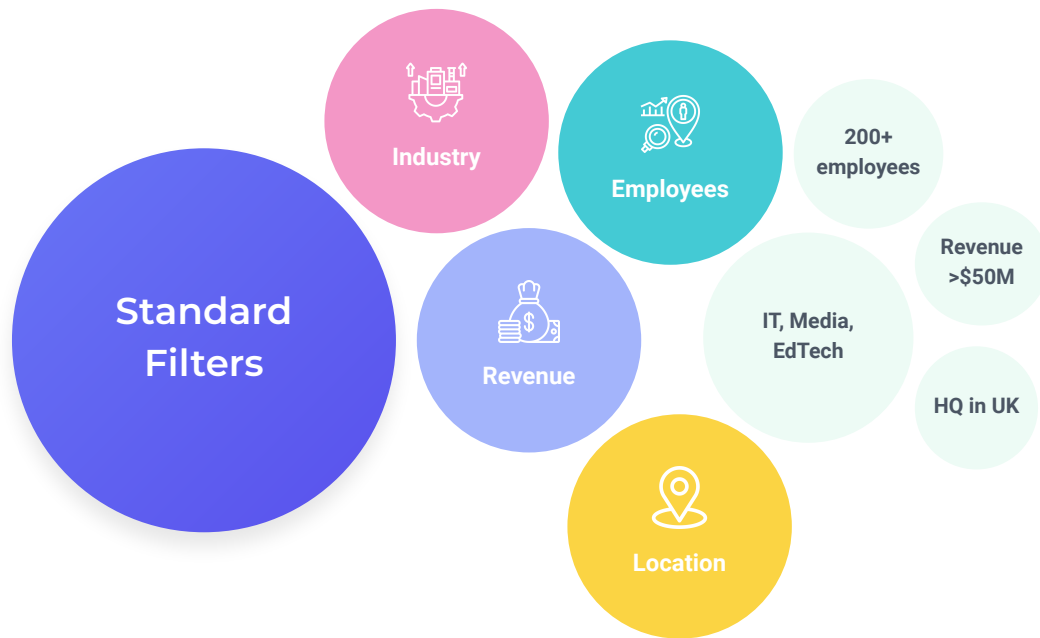 Standard
Filters
Industry
Employees
Revenue
Location
200+
employees
Revenue
>$50M
IT, Media,
EdTech
HQ in UK